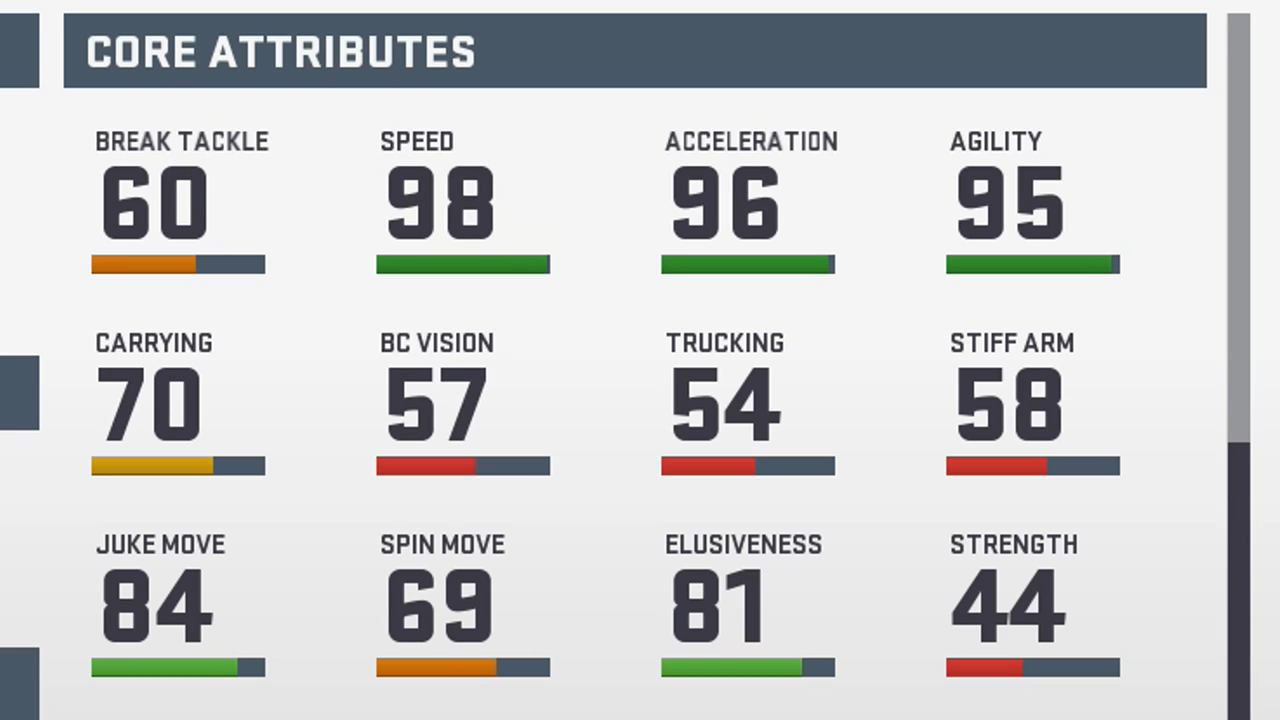 CORE ATTRIBUTES
BREAK TACKLE SPEED ACCELERATION AGILITY
60 98 96 95
CARRYING BC VISION TRUCKING STIFF ARM
70 57 54 58
JUKE MOVE SPIN MOVE ELUSIVENESS STRENGTH
84 69 81 44